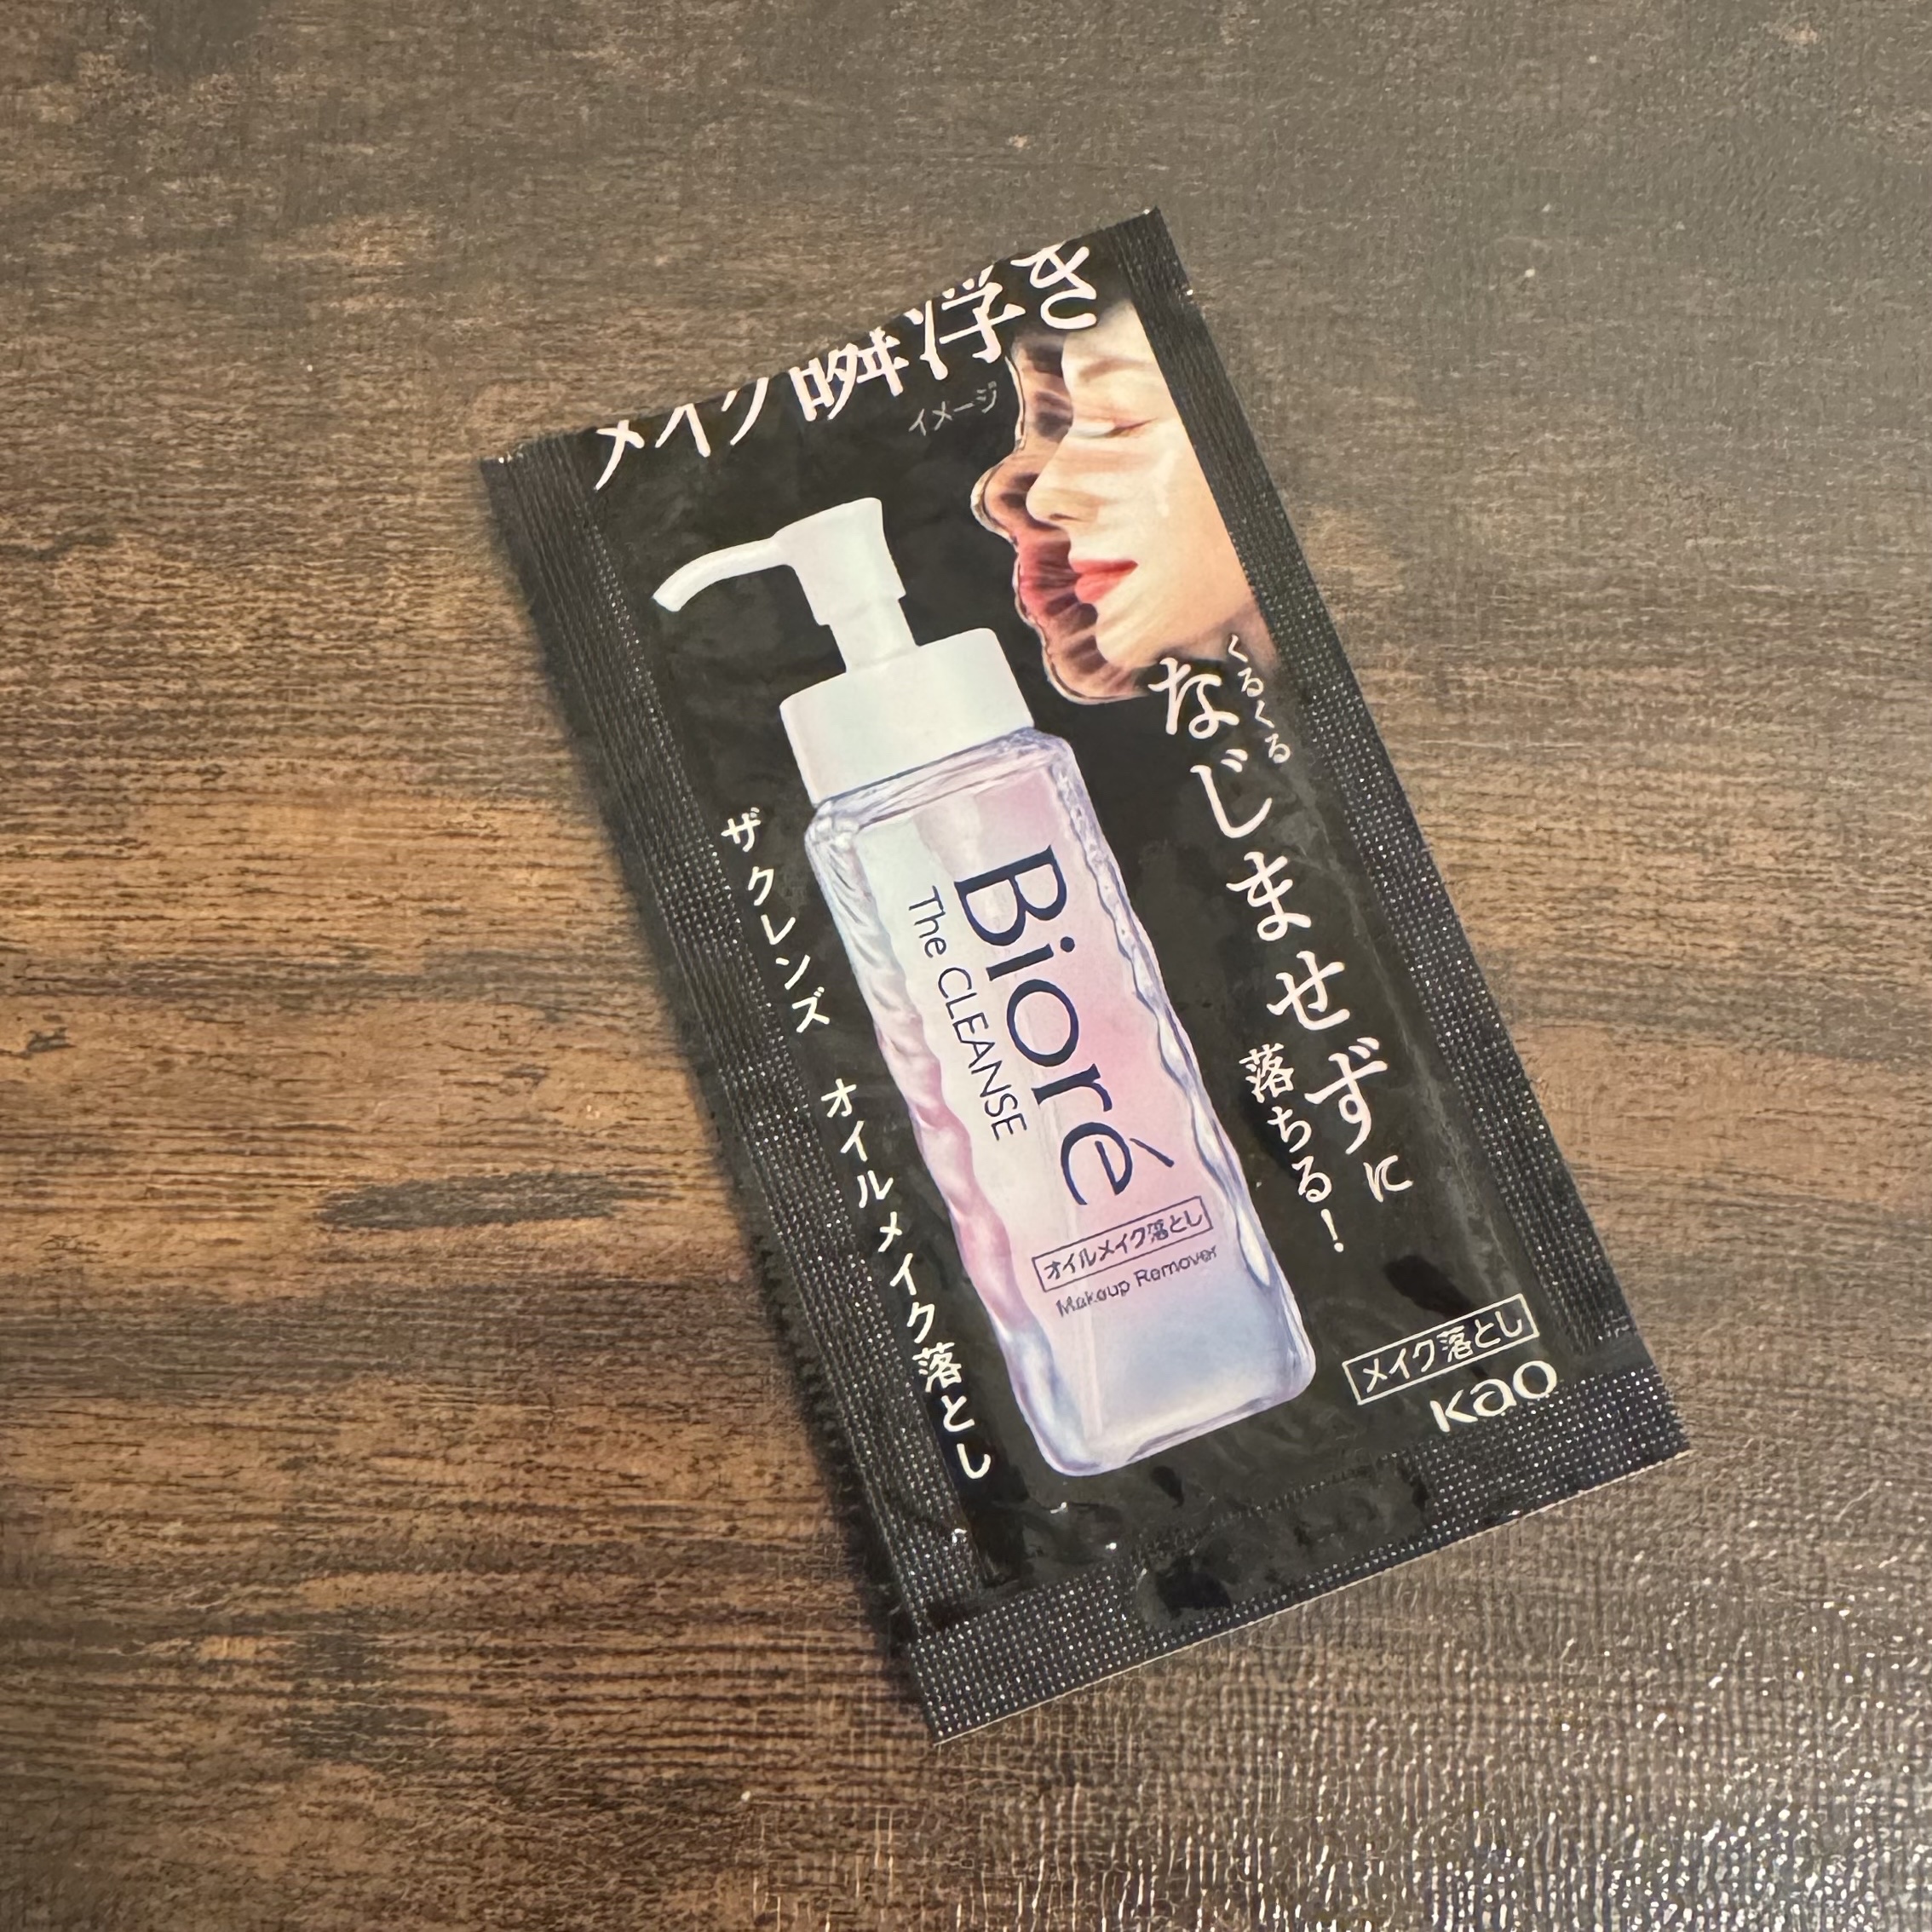 メイク瞬浮き
イメージ
くるくる
なじませずに
落ちる!
Bioré
The CLEANSE
オイルメイク落とし
Makeup Remover
ザ クレンズ オイルメイク落とし
メイク落とし
Kao